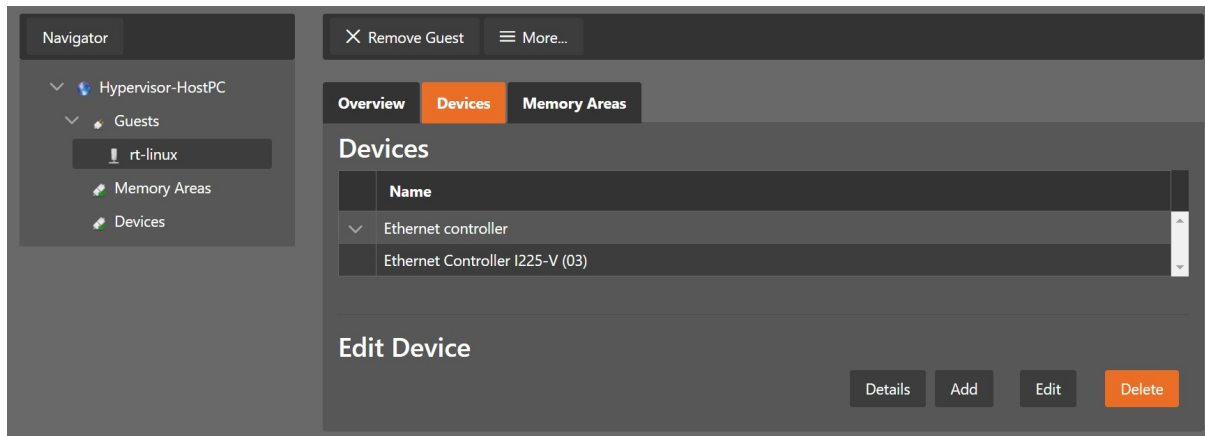 Navigator
Hypervisor-HostPC
Guests
rt-linux
Memory Areas
Devices
Remove Guest More...
Overview Devices Memory Areas
Devices
Name
Ethernet controller
Ethernet Controller I225-V (03)
Edit Device
Details Add Edit Delete